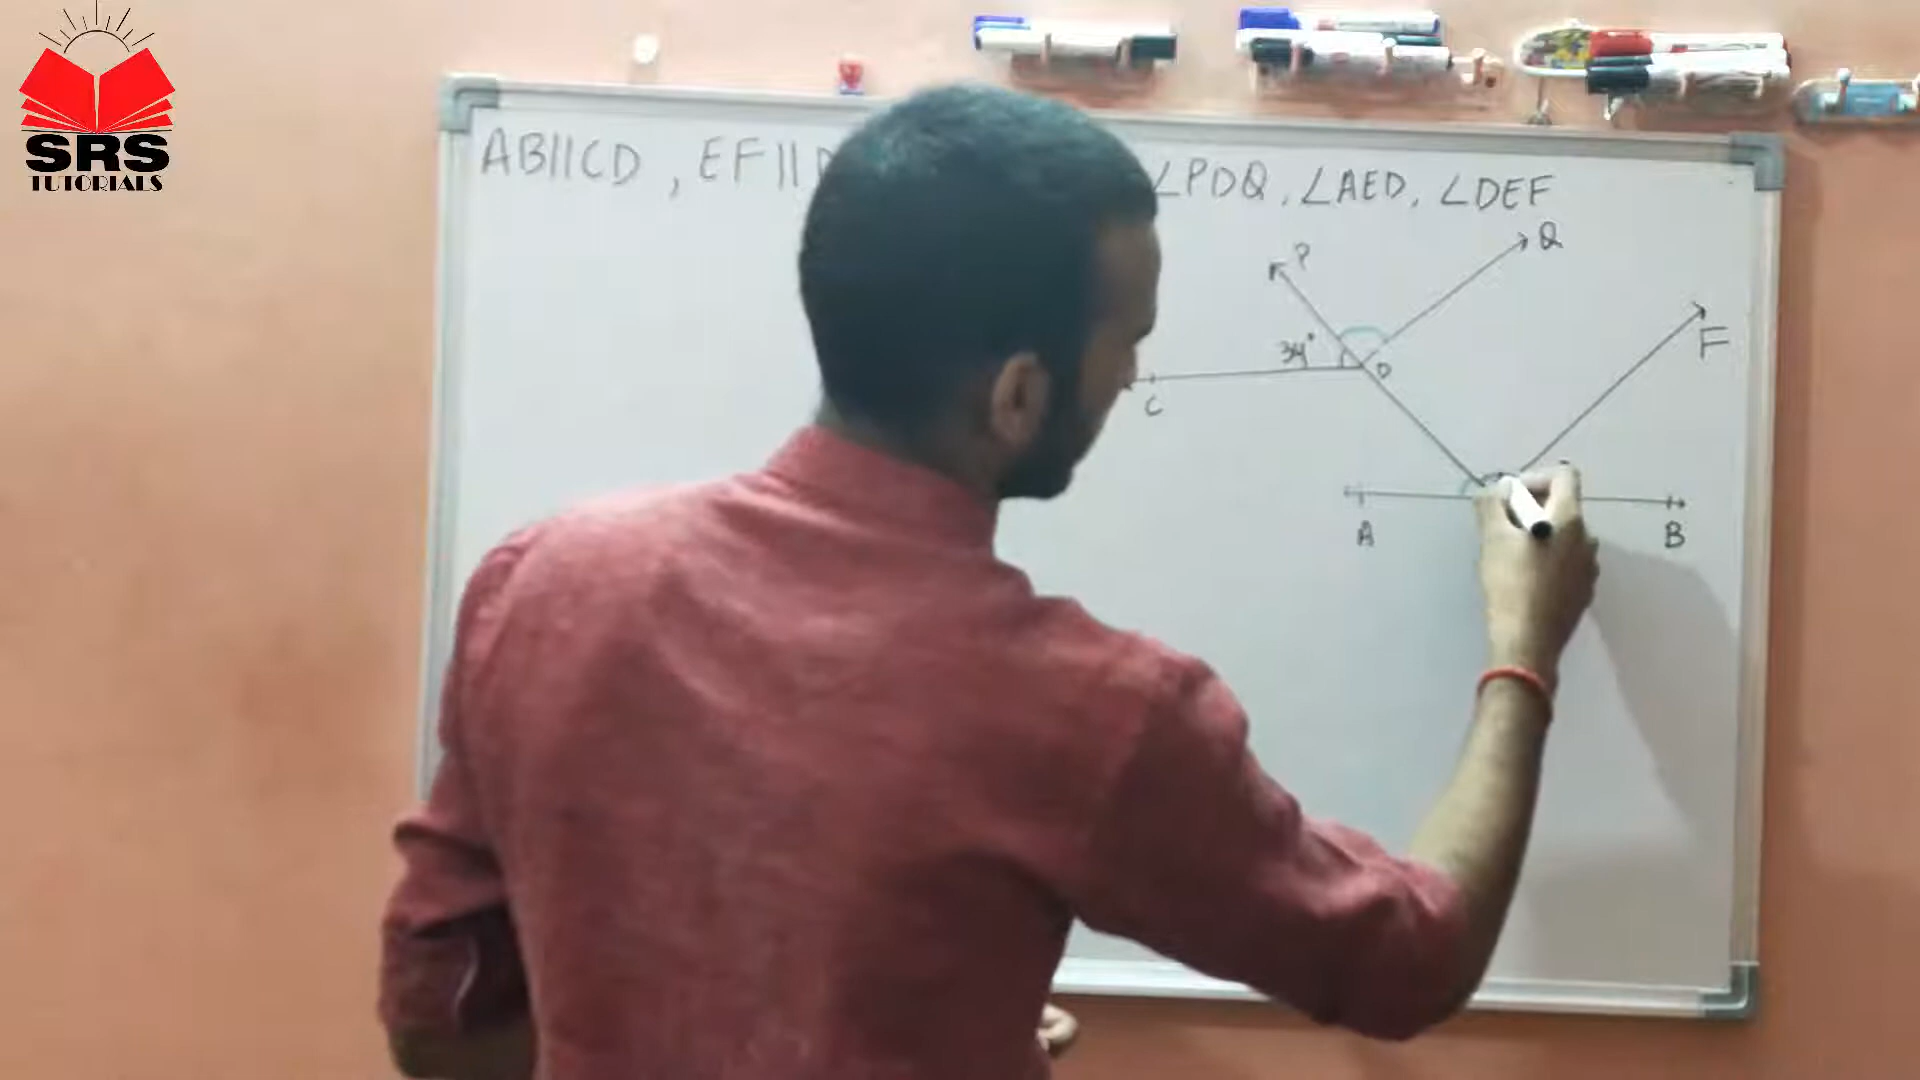 SRS
TUTORIALS
AB||CD , EF|| ∠PDQ, ∠AED, ∠DEF
P
Q
F
34°
D
C
A
B